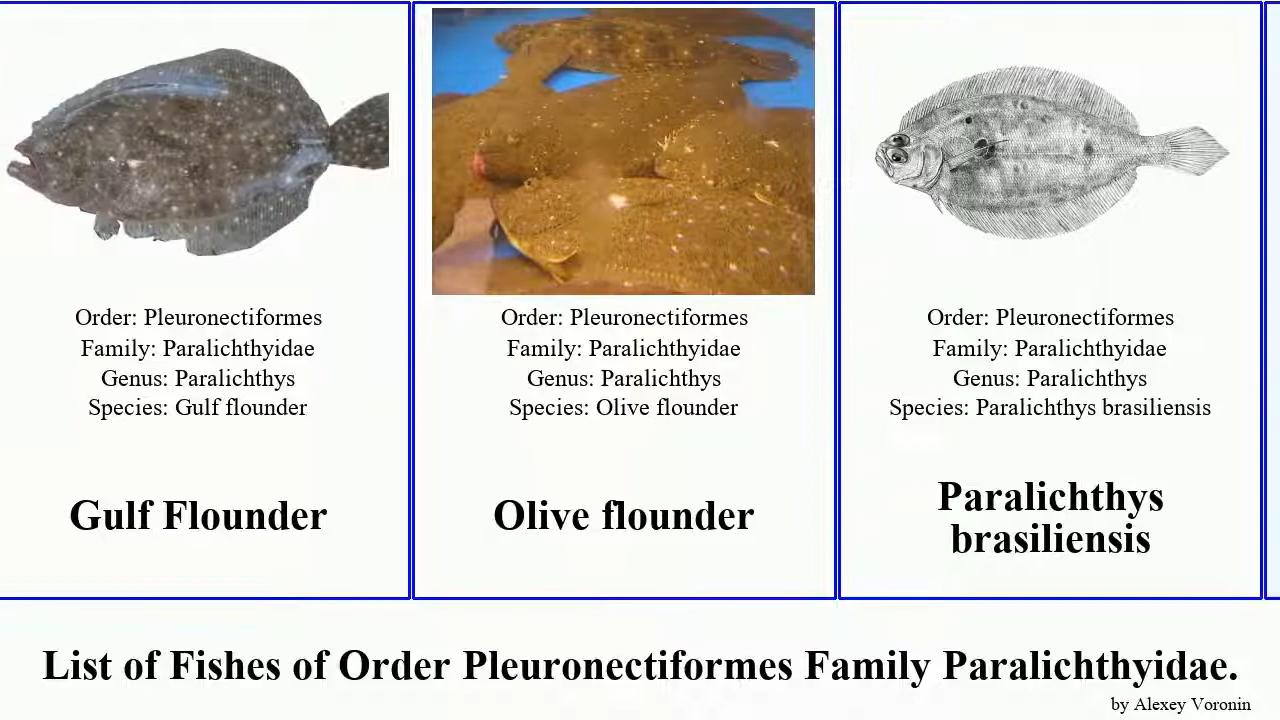 Order: Pleuronectiformes
Family: Paralichthyidae
Genus: Paralichthys
Species: Gulf flounder
Gulf Flounder
Order: Pleuronectiformes
Family: Paralichthyidae
Genus: Paralichthys
Species: Olive flounder
Olive flounder
Order: Pleuronectiformes
Family: Paralichthyidae
Genus: Paralichthys
Species: Paralichthys brasiliensis
Paralichthys
brasiliensis
List of Fishes of Order Pleuronectiformes Family Paralichthyidae.
by Alexey Voronin